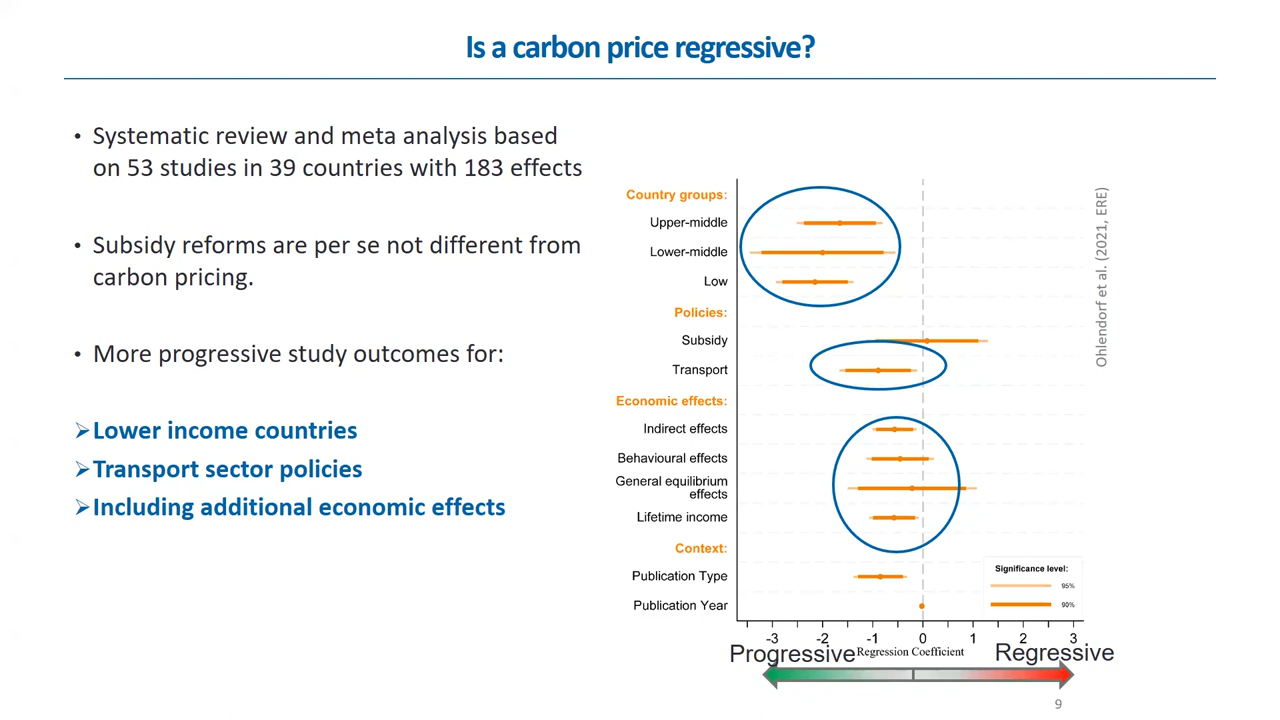 Is a carbon price regressive?
• Systematic review and meta analysis based
on 53 studies in 39 countries with 183 effects
• Subsidy reforms are per se not different from
carbon pricing.
• More progressive study outcomes for:
➢Lower income countries
➢Transport sector policies
➢Including additional economic effects
Country groups:
Upper-middle
Lower-middle
Low
Policies:
Subsidy
Transport
Economic effects:
Indirect effects
Behavioural effects
General equilibrium
effects
Lifetime income
Context:
Publication Type
Publication Year
Significance level:
95%
90%
-3 -2 -1 0 1 2 3
Progressive Regression Coefficient Regressive
Ohlendorf et al. (2021, ERE)
9